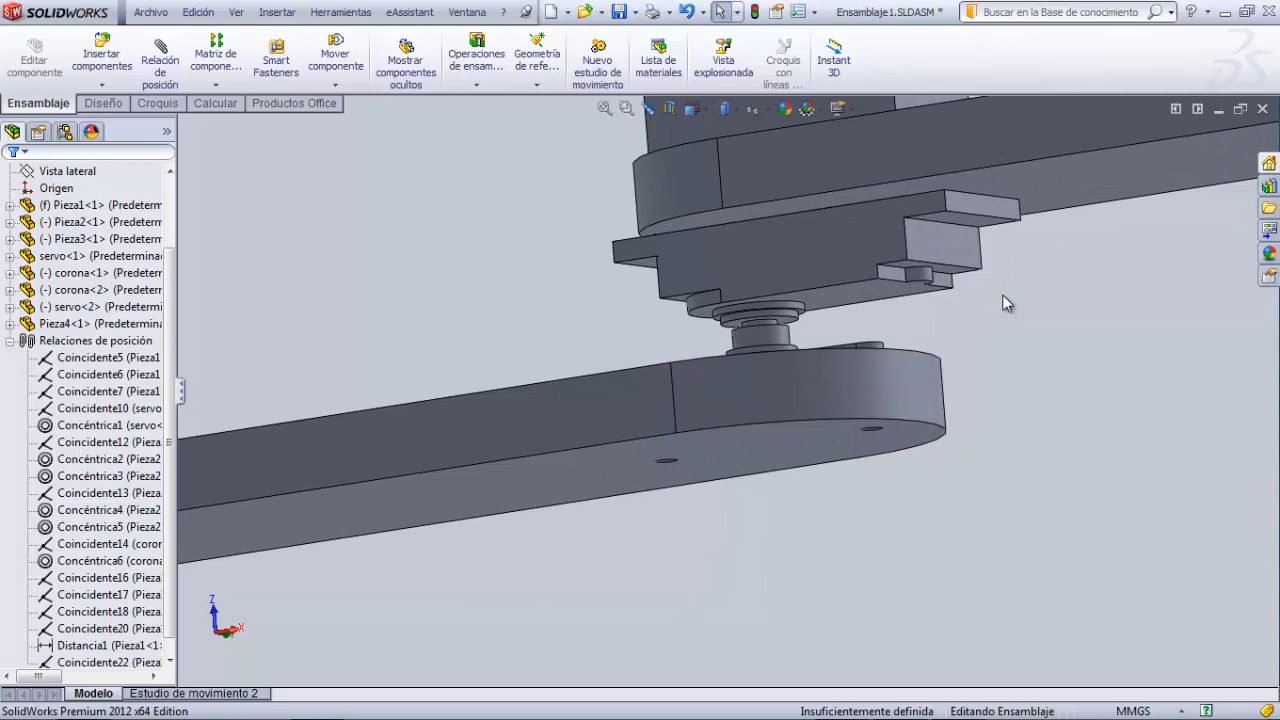 SOLIDWORKS Archivo Edición Ver Insertar Herramientas eAssistant Ventana ? Ensamblaje1.SLDASM * Buscar en la Base de conocimiento ?
Editar componente
Insertar componentes
Relación de posición
Matriz de compone...
Smart Fasteners
Mover componente
Mostrar componentes ocultos
Operaciones de ensam...
Geometría de refe...
Nuevo estudio de movimiento
Lista de materiales
Vista explosionada
Croquis con líneas ...
Instant 3D
Ensamblaje Diseño Croquis Calcular Productos Office
Vista lateral
Origen
(f) Pieza1<1> (Predetermi
(-) Pieza2<1> (Predeterm
(-) Pieza3<1> (Predeterm
servo<1> (Predeterminad
(-) corona<1> (Predeterm
(-) corona<2> (Predeterm
(-) servo<2> (Predetermin
Pieza4<1> (Predetermina
Relaciones de posición
Coincidente5 (Pieza1
Coincidente6 (Pieza1
Coincidente7 (Pieza1
Coincidente10 (servo
Concéntrica1 (servo<
Coincidente12 (Pieza
Concéntrica2 (Pieza2
Concéntrica3 (Pieza2
Coincidente13 (Pieza
Concéntrica4 (Pieza2
Concéntrica5 (Pieza2
Coincidente14 (coror
Concéntrica6 (corona
Coincidente16 (Pieza
Coincidente17 (Pieza
Coincidente18 (Pieza
Coincidente20 (Pieza
Distancia1 (Pieza1<1
Coincidente22 (Pieza
Z
X
Modelo Estudio de movimiento 2
SolidWorks Premium 2012 x64 Edition Insuficientemente definida Editando Ensamblaje MMGS ?